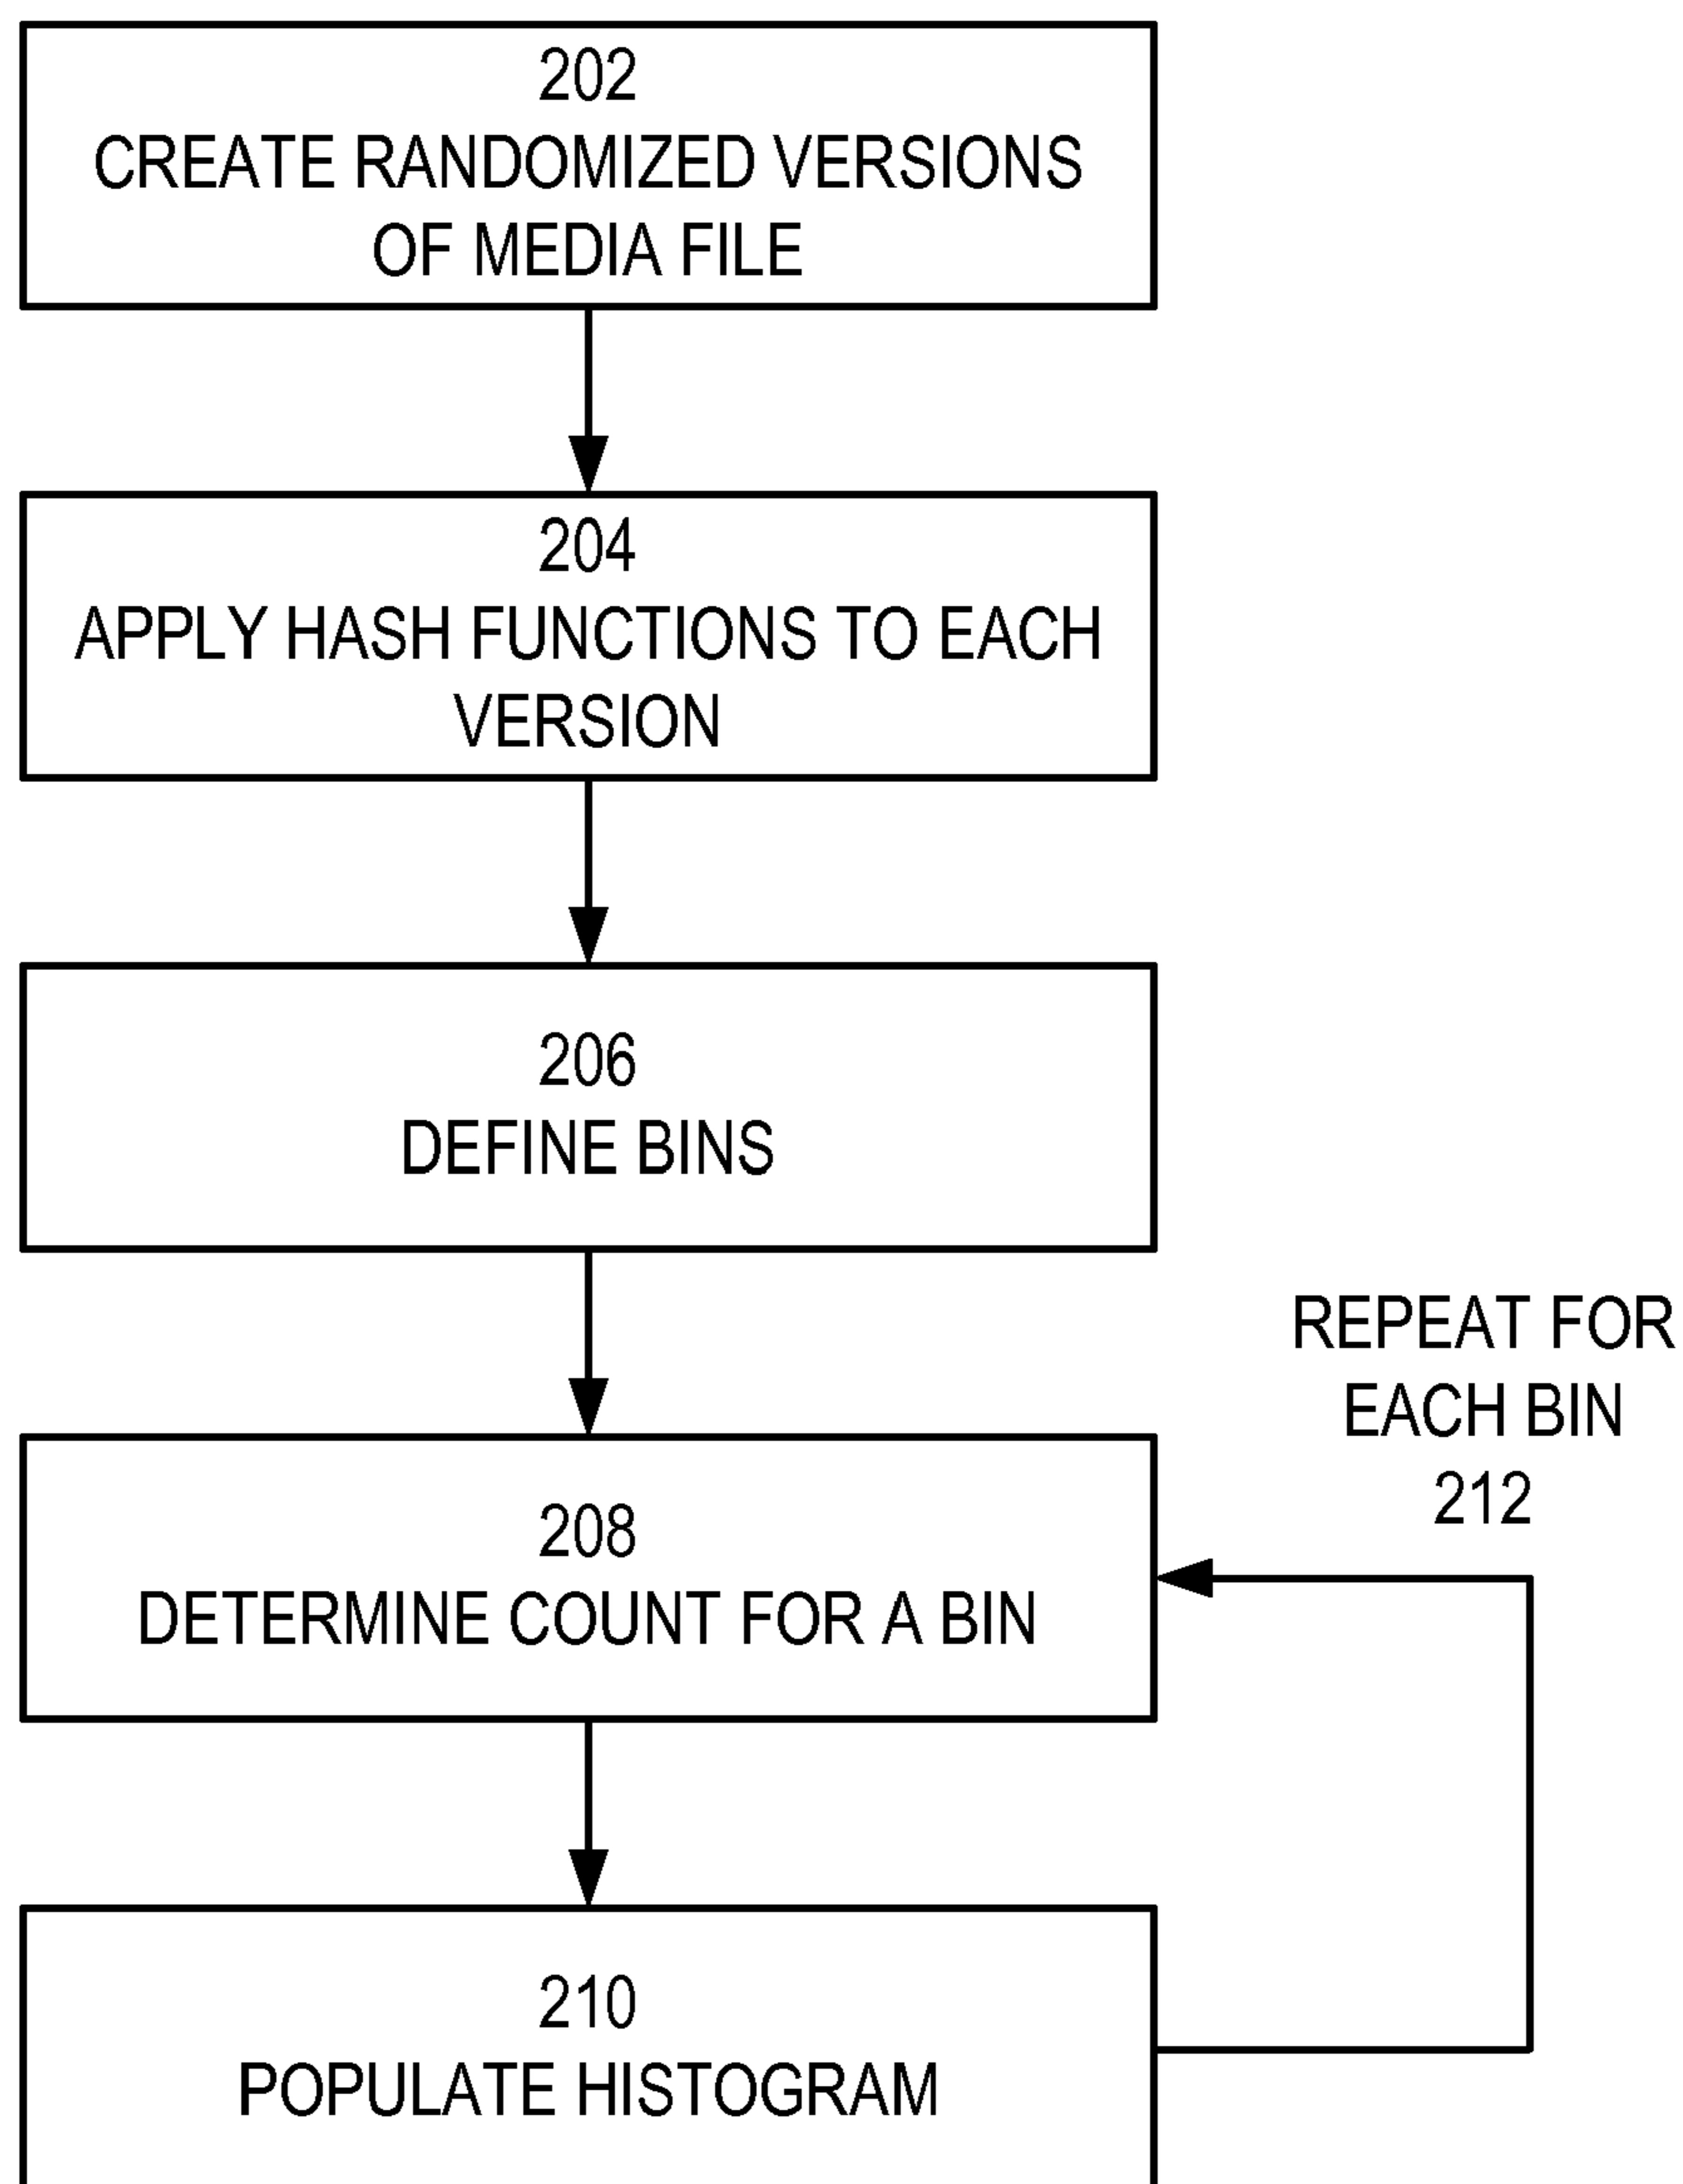 202
CREATE RANDOMIZED VERSIONS
OF MEDIA FILE
204
APPLY HASH FUNCTIONS TO EACH
VERSION
206
DEFINE BINS
REPEAT FOR
EACH BIN
212
208
DETERMINE COUNT FOR A BIN
210
POPULATE HISTOGRAM